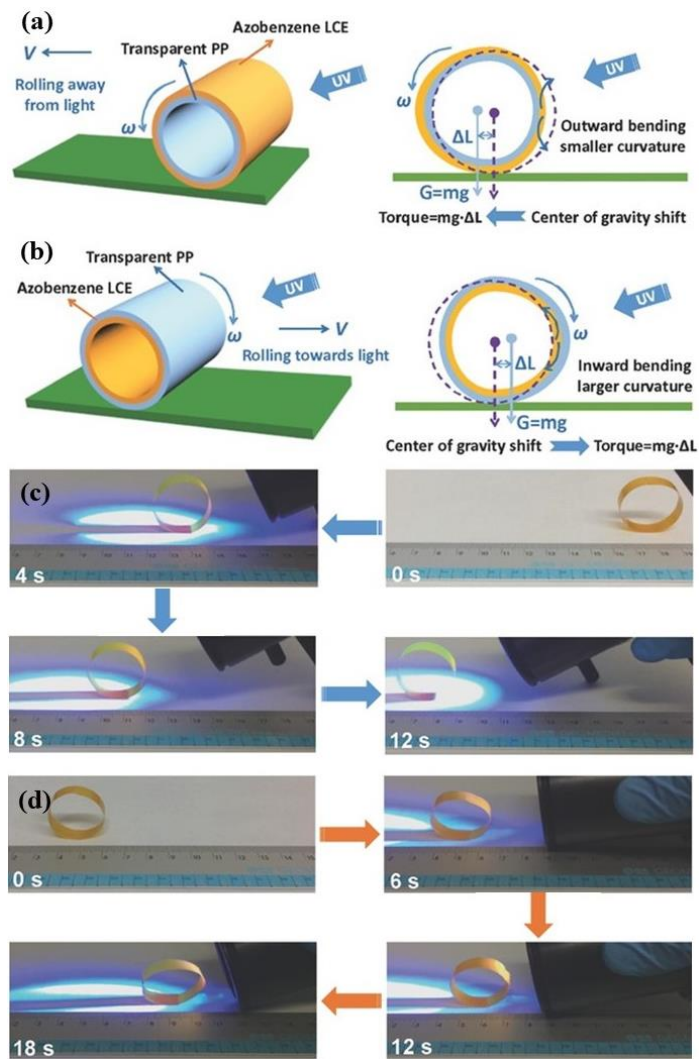 (a)
Azobenzene LCE
Transparent PP
V
Rolling away
from light
ω
UV
ω
UV
ΔL
Outward bending
smaller curvature
G=mg
Torque=mg·ΔL
Center of gravity shift
(b)
Transparent PP
Azobenzene LCE
UV
ω
V
Rolling towards light
UV
ω
ΔL
Inward bending
larger curvature
G=mg
Center of gravity shift
Torque=mg·ΔL
(c)
4 s
0 s
8 s
12 s
(d)
0 s
6 s
18 s
12 s